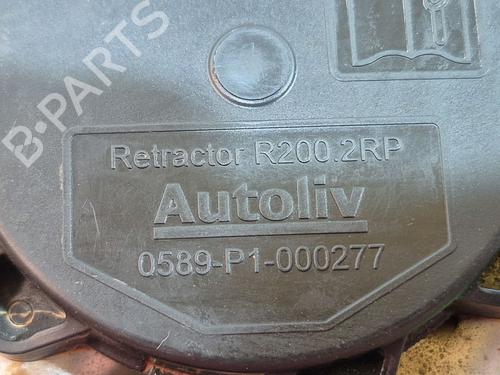 B-PARTS
Retractor R200.2RP
Autoliv
0589-P1-000277